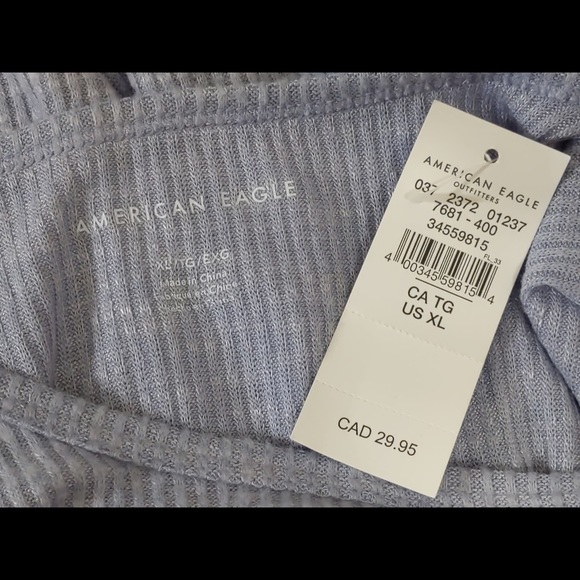 AMERICAN EAGLE
XL/TG/EXG
Made in China
AMERICAN EAGLE
OUTFITTERS
037 2372 01237
7681-400
34559815
FL_33
4 00345 59815 4
CA TG
US XL
CAD 29.95